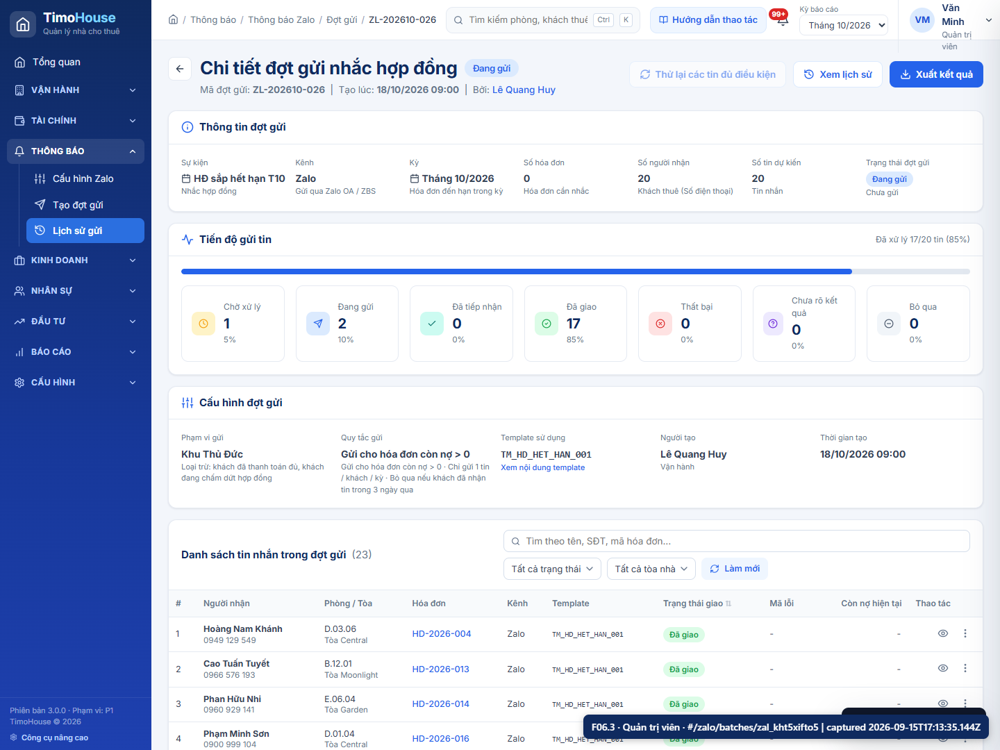 TimoHouse
Quản lý nhà cho thuê
Tổng quan
VẬN HÀNH
TÀI CHÍNH
THÔNG BÁO
Cấu hình Zalo
Tạo đợt gửi
Lịch sử gửi
KINH DOANH
NHÂN SỰ
ĐẦU TƯ
BÁO CÁO
CẤU HÌNH
Phiên bản 3.0.0 · Phạm vi: P1
TimoHouse © 2026
Công cụ nâng cao
/ Thông báo / Thông báo Zalo / Đợt gửi / ZL-202610-026
Tìm kiếm phòng, khách thuê Ctrl K
Hướng dẫn thao tác
99+
Kỳ báo cáo
Tháng 10/2026
VM
Văn Minh
Quản trị viên
Chi tiết đợt gửi nhắc hợp đồng Đang gửi
Mã đợt gửi: ZL-202610-026 | Tạo lúc: 18/10/2026 09:00 | Bởi: Lê Quang Huy
Thử lại các tin đủ điều kiện
Xem lịch sử
Xuất kết quả
Thông tin đợt gửi
Sự kiện Kênh Kỳ Số hóa đơn Số người nhận Số tin dự kiến Trạng thái đợt gửi
HĐ sắp hết hạn T10 Zalo Tháng 10/2026 0 20 20 Đang gửi
Nhắc hợp đồng Gửi qua Zalo OA / ZBS Hóa đơn đến hạn trong kỳ Hóa đơn cần nhắc Khách thuê (Số điện thoại) Tin nhắn Chưa gửi
Tiến độ gửi tin
Đã xử lý 17/20 tin (85%)
Chờ xử lý
1
5%
Đang gửi
2
10%
Đã tiếp nhận
0
0%
Đã giao
17
85%
Thất bại
0
0%
Chưa rõ kết quả
0
0%
Bỏ qua
0
0%
Cấu hình đợt gửi
Phạm vi gửi
Khu Thủ Đức
Loại trừ: khách đã thanh toán đủ, khách
đang chấm dứt hợp đồng
Quy tắc gửi
Gửi cho hóa đơn còn nợ > 0
Gửi cho hóa đơn còn nợ > 0 · Chỉ gửi 1 tin
/ khách / kỳ · Bỏ qua nếu khách đã nhận
tin trong 3 ngày qua
Template sử dụng
TM_HD_HET_HAN_001
Xem nội dung template
Người tạo
Lê Quang Huy
Vận hành
Thời gian tạo
18/10/2026 09:00
Danh sách tin nhắn trong đợt gửi (23)
Tìm theo tên, SĐT, mã hóa đơn...
Tất cả trạng thái
Tất cả tòa nhà
Làm mới
# Người nhận Phòng / Tòa Hóa đơn Kênh Template Trạng thái giao Mã lỗi Còn nợ hiện tại Thao tác
1 Hoàng Nam Khánh D.03.06 HD-2026-004 Zalo TM_HD_HET_HAN_001 Đã giao - -
0949 129 549 Tòa Central
2 Cao Tuấn Tuyết B.12.01 HD-2026-013 Zalo TM_HD_HET_HAN_001 Đã giao - -
0966 576 193 Tòa Moonlight
3 Phan Hữu Nhi E.06.04 HD-2026-014 Zalo TM_HD_HET_HAN_001 Đã giao - -
0960 929 141 Tòa Garden
4 Phạm Minh Sơn D.01.04 HD-2026-016 Zalo TM_HD_HET_HAN_001
0900 999 104 Tòa Central
F06.3 · Quản trị viên · #/zalo/batches/zal_kht5xifto5 | captured 2026-09-15T17:13:35.144Z